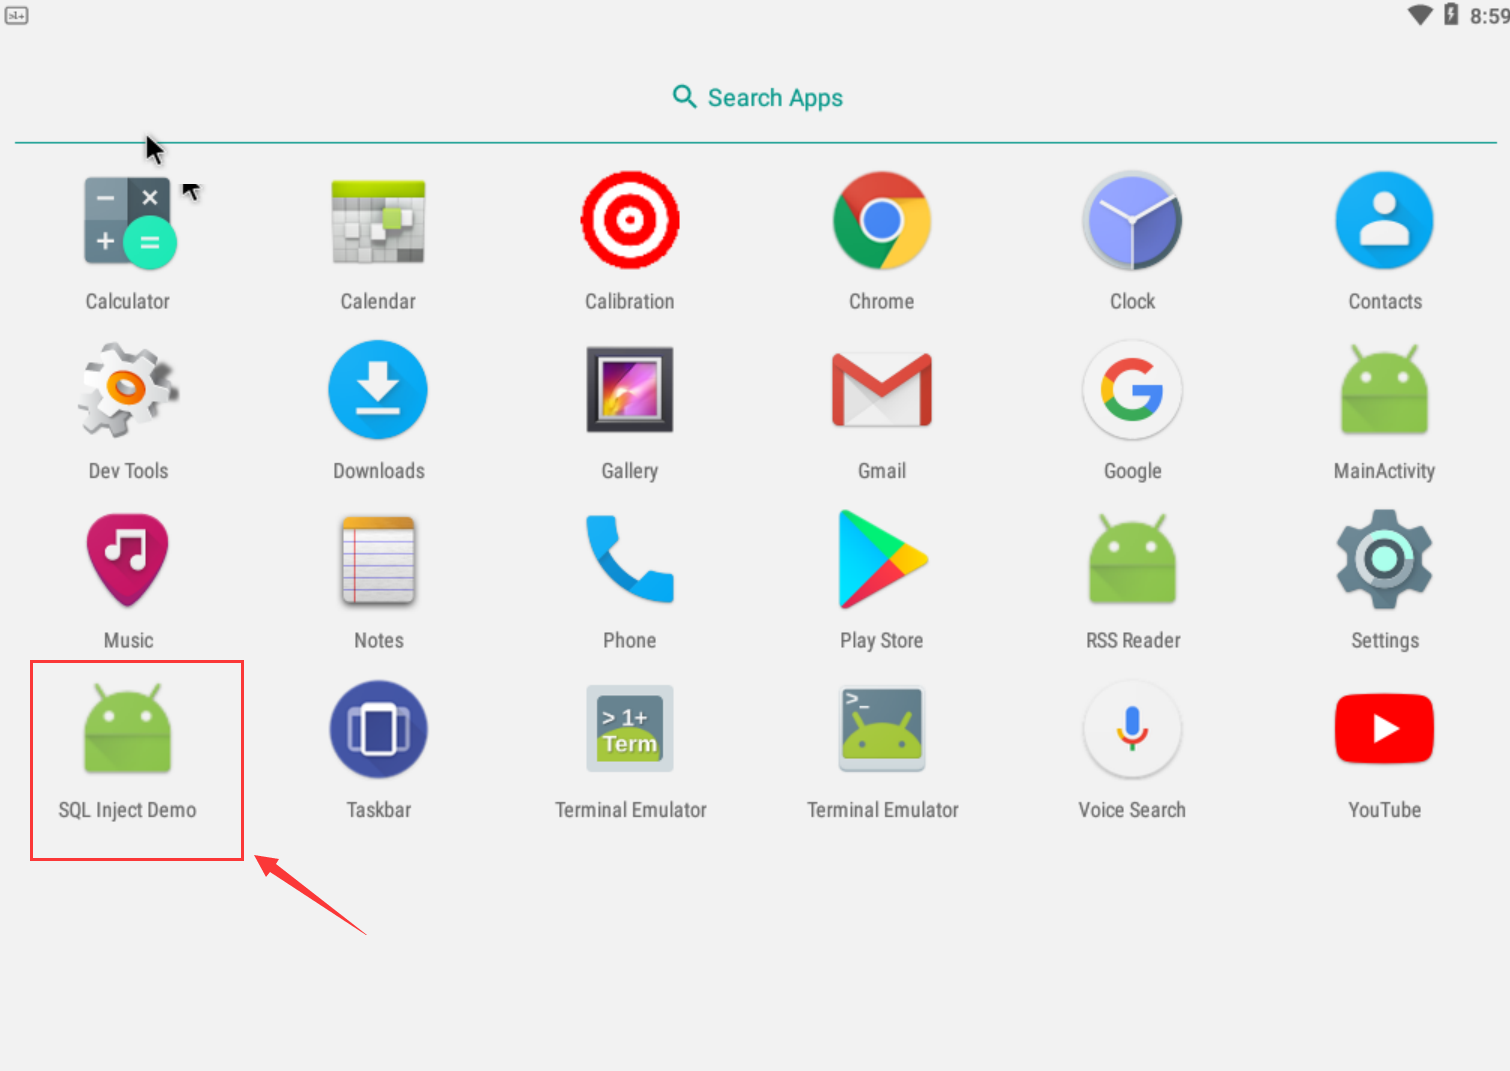 8:59
Search Apps
Calculator
Calendar
Calibration
Chrome
Clock
Contacts
Dev Tools
Downloads
Gallery
Gmail
Google
MainActivity
Music
Notes
Phone
Play Store
RSS Reader
Settings
> 1+
Term
>_
SQL Inject Demo
Taskbar
Terminal Emulator
Terminal Emulator
Voice Search
YouTube